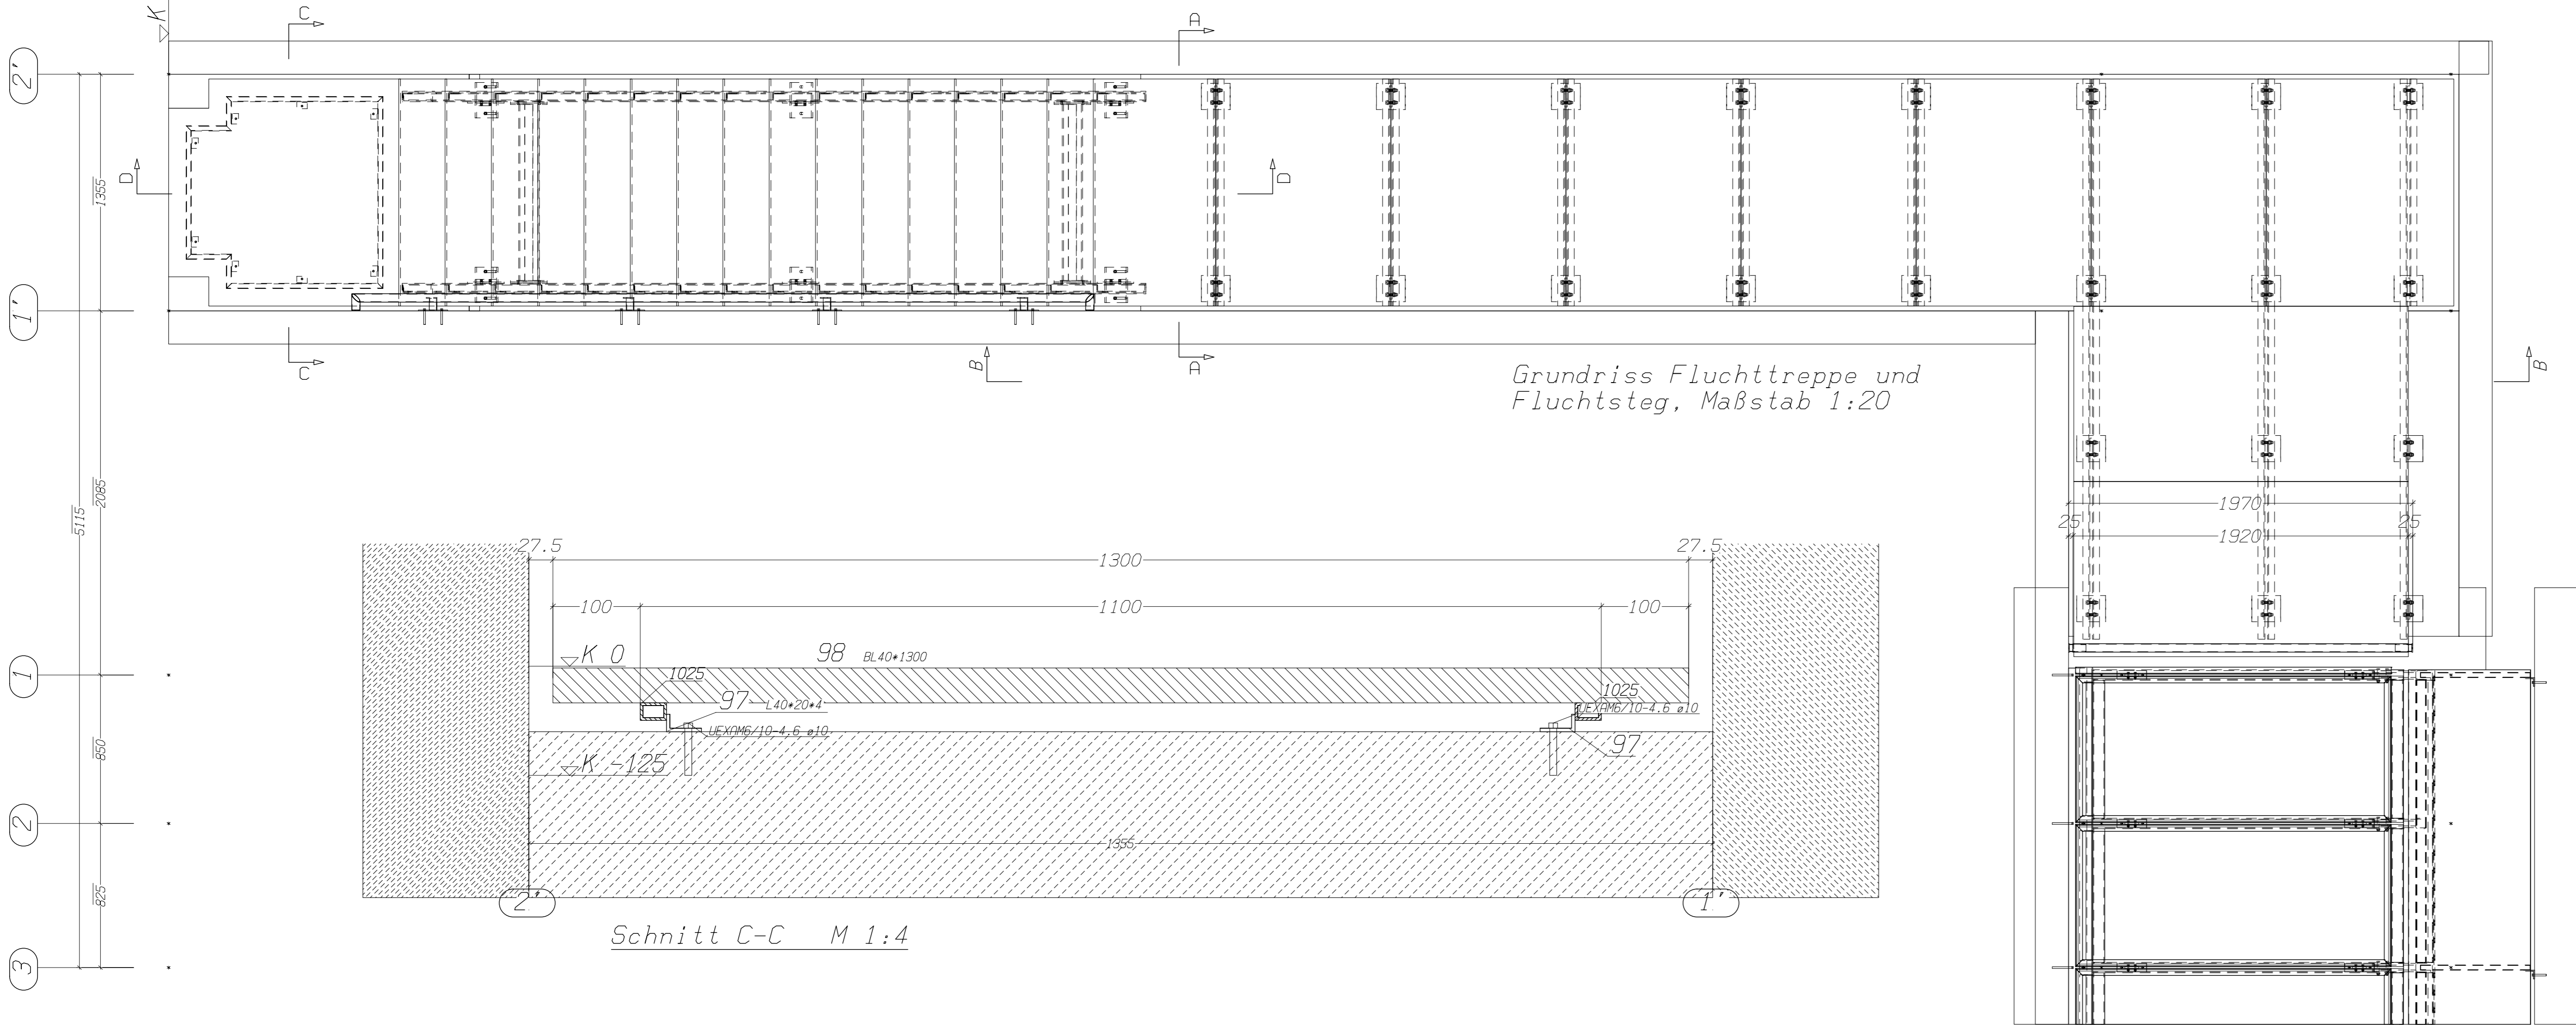 K
C
A
2'
D
1355
D
1'
C
B
A
B
Grundriss Fluchttreppe und
Fluchtsteg, Maßstab 1:20
5115
2085
1970
25
25
1920
27.5
27.5
1300
100
1100
100
K 0
98 BL40*1300
1025
97 L40*20*4
UEXAM6/10-4.6 ø10
1025
UEXAM6/10-4.6 ø10
97
K -125
1
850
2
1355
825
2'
1'
Schnitt C-C M 1:4
3